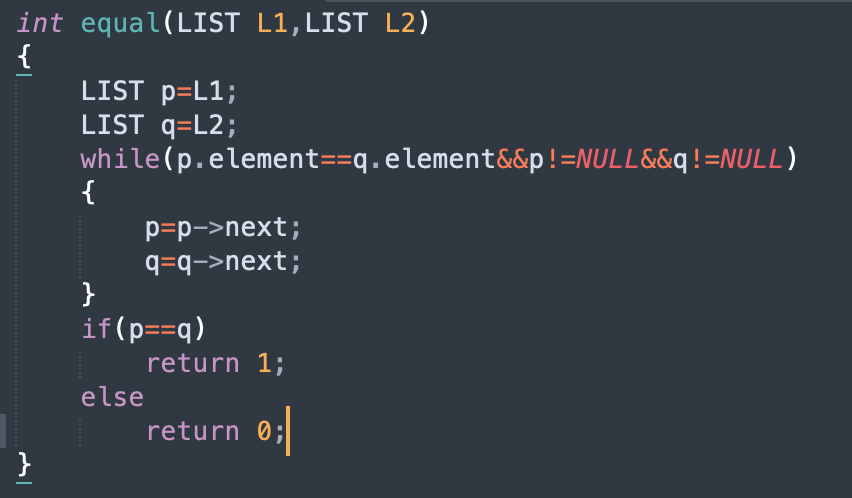 int equal(LIST L1,LIST L2)
{
    LIST p=L1;
    LIST q=L2;
    while(p.element==q.element&&p!=NULL&&q!=NULL)
    {
        p=p->next;
        q=q->next;
    }
    if(p==q)
        return 1;
    else
        return 0;
}